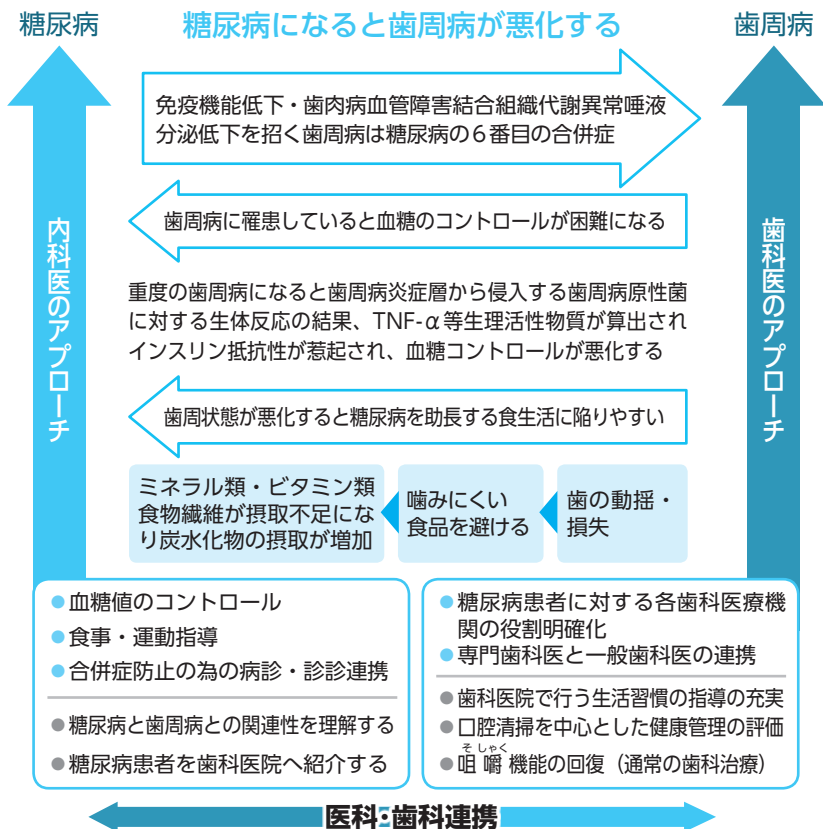 糖尿病
糖尿病になると歯周病が悪化する
歯周病
免疫機能低下・歯肉病血管障害結合組織代謝異常唾液
分泌低下を招く歯周病は糖尿病の6番目の合併症
歯周病に罹患していると血糖のコントロールが困難になる
重度の歯周病になると歯周病炎症層から侵入する歯周病原性菌
に対する生体反応の結果、TNF-α等生理活性物質が算出され
インスリン抵抗性が惹起され、血糖コントロールが悪化する
歯周状態が悪化すると糖尿病を助長する食生活に陥りやすい
ミネラル類・ビタミン類
食物繊維が摂取不足にな
り炭水化物の摂取が増加
噛みにくい
食品を避ける
歯の動揺・
損失
内科医のアプローチ
歯科医のアプローチ
●血糖値のコントロール
●食事・運動指導
●合併症防止の為の病診・診診連携
●糖尿病と歯周病との関連性を理解する
●糖尿病患者を歯科医院へ紹介する
●糖尿病患者に対する各歯科医療機
関の役割明確化
●専門歯科医と一般歯科医の連携
●歯科医院で行う生活習慣の指導の充実
●口腔清掃を中心とした健康管理の評価
そしゃく
●咀嚼機能の回復（通常の歯科治療）
医科・歯科連携